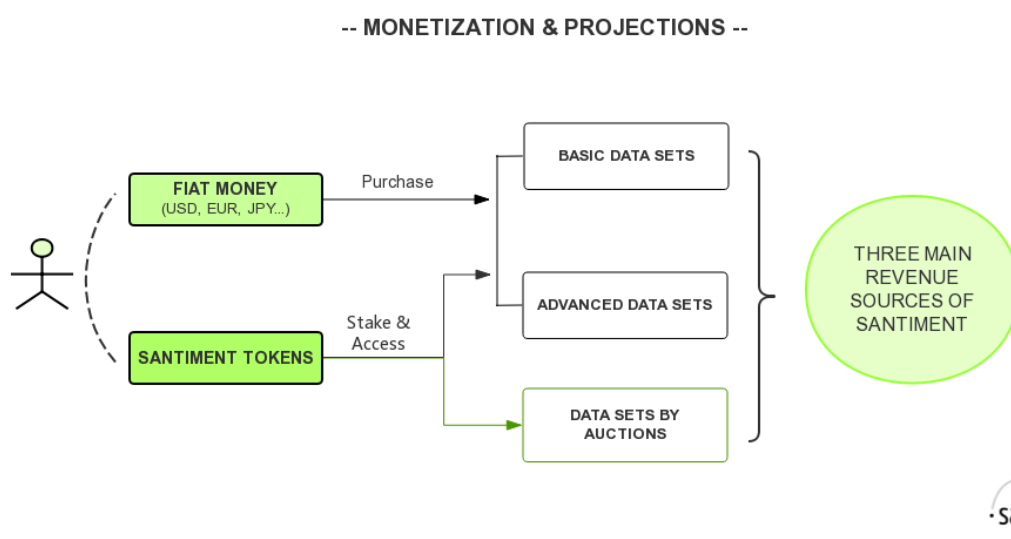 -- MONETIZATION & PROJECTIONS --
FIAT MONEY
(USD, EUR, JPY...)
Purchase
BASIC DATA SETS
ADVANCED DATA SETS
Stake &
Access
SANTIMENT TOKENS
DATA SETS BY
AUCTIONS
THREE MAIN
REVENUE
SOURCES OF
SANTIMENT